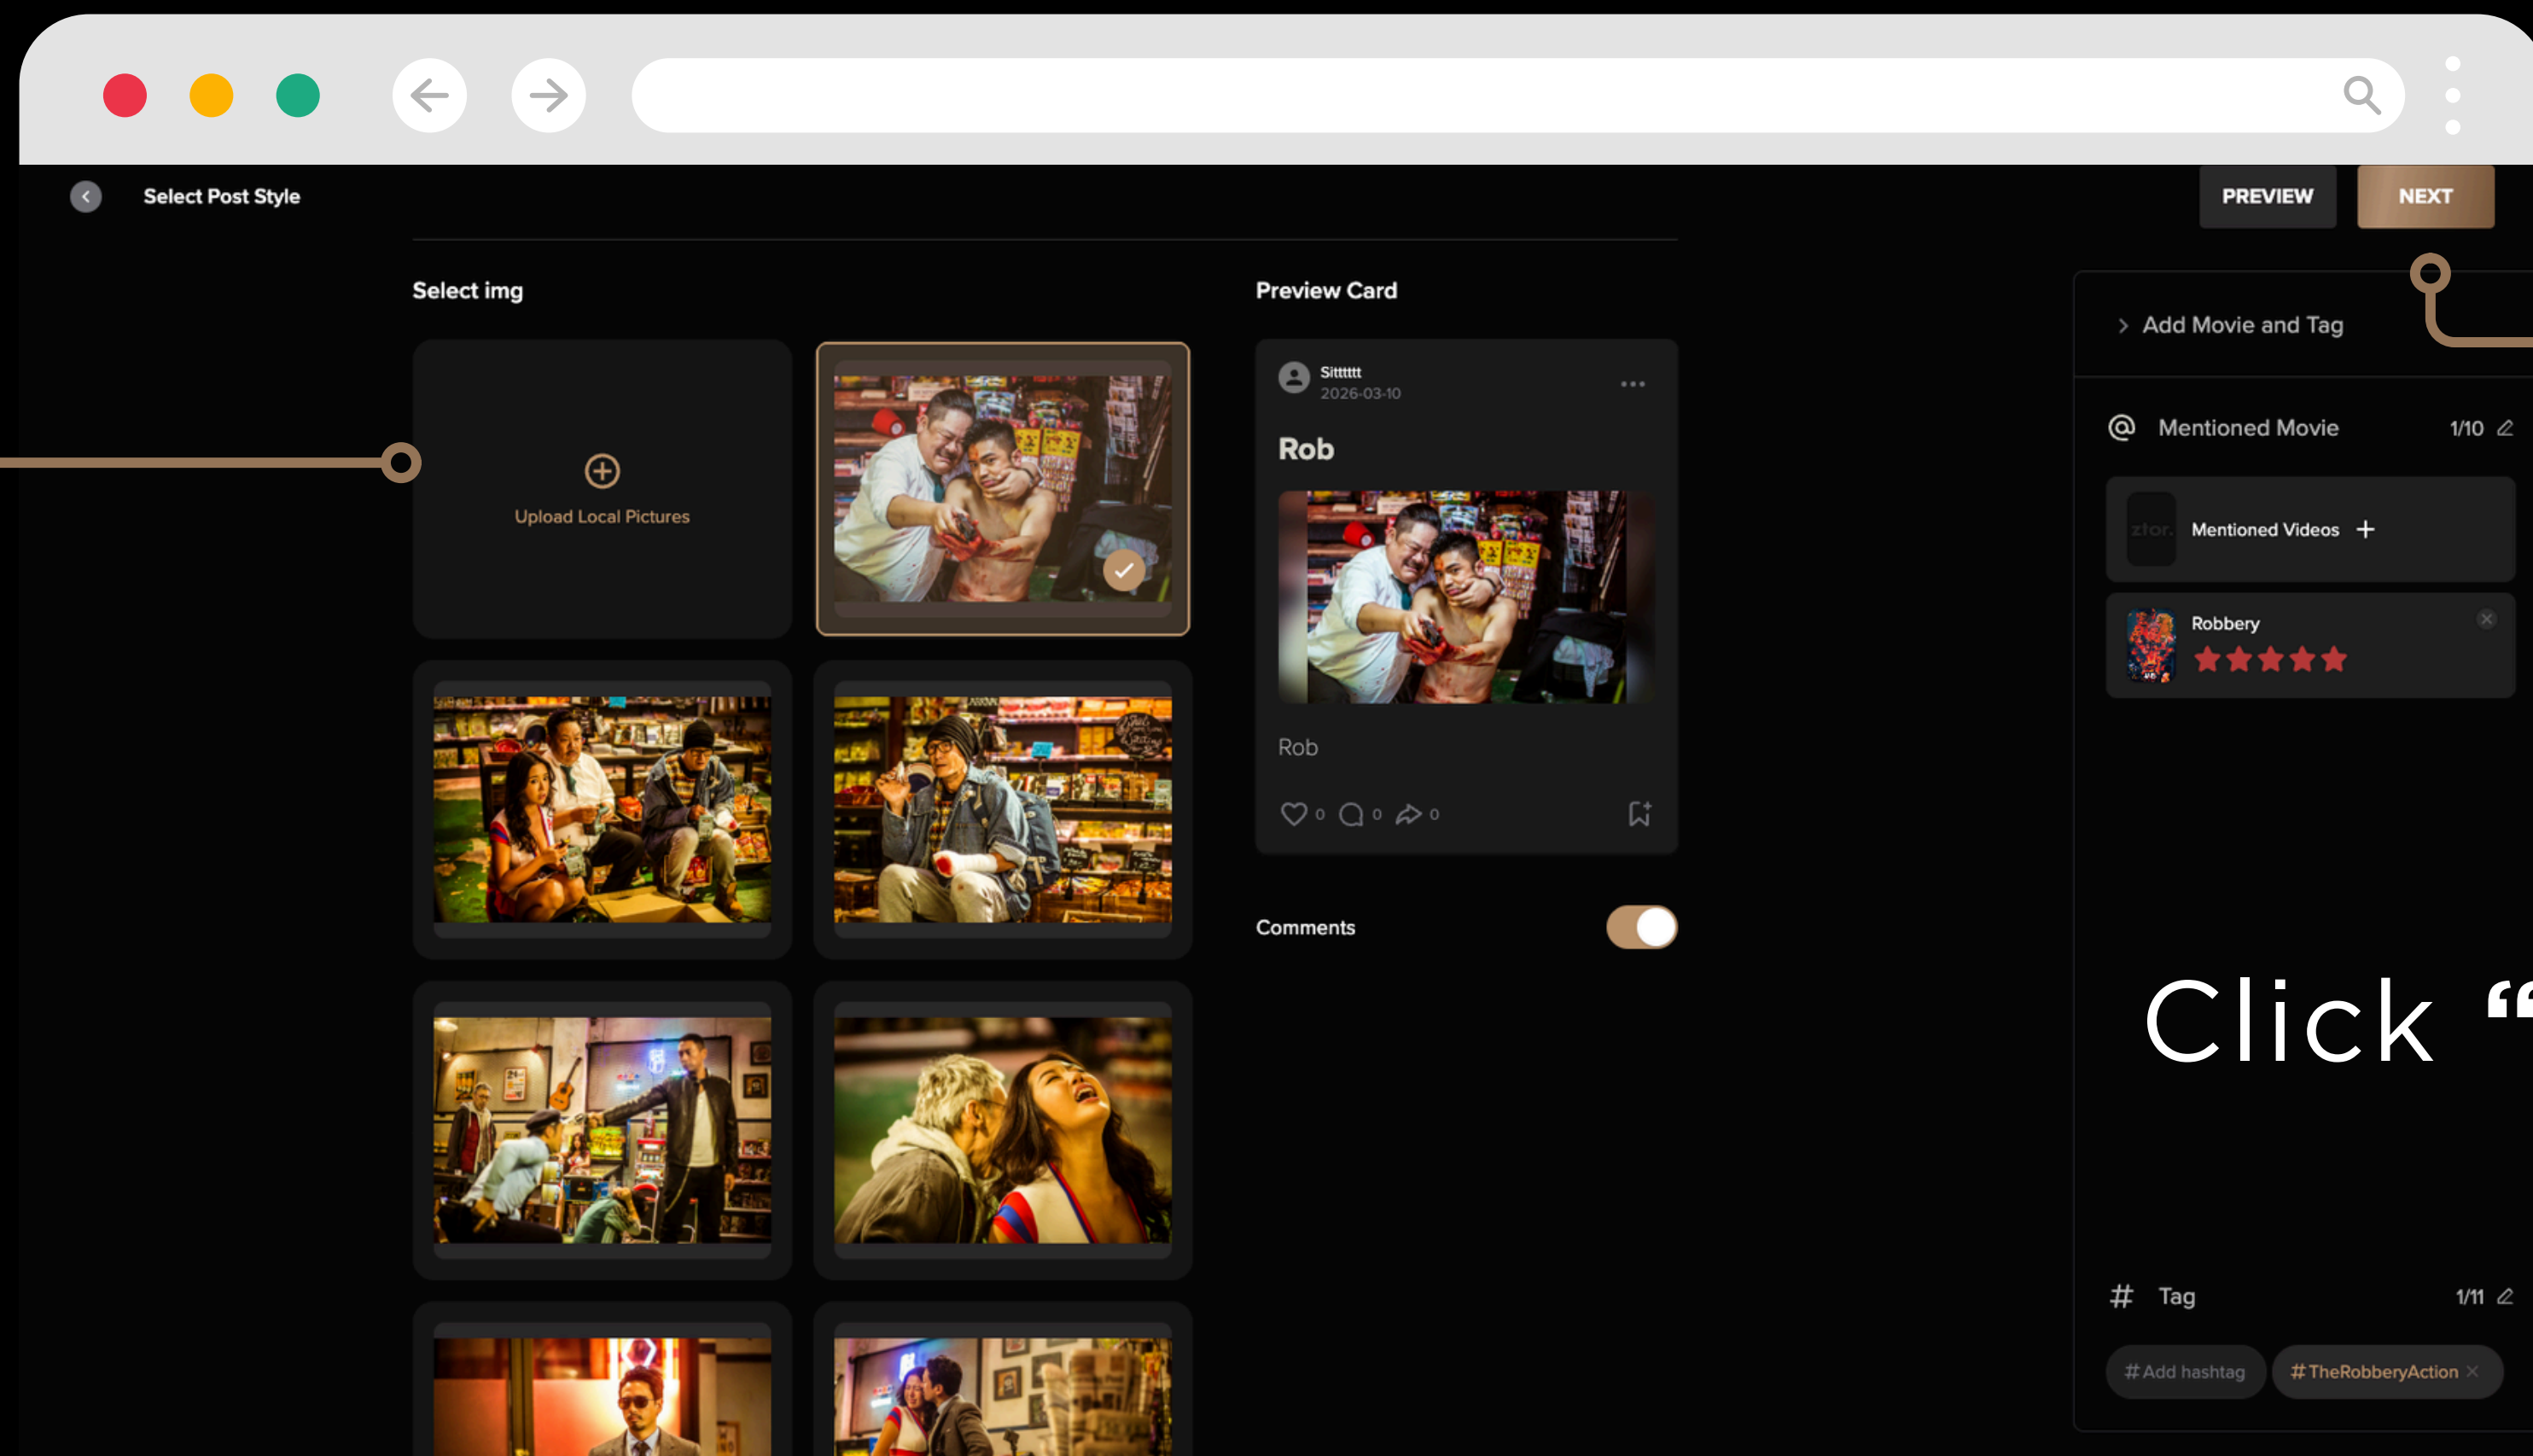 Select Post Style
PREVIEW
NEXT
Select img
Preview Card
Upload Local Pictures
Sitttttt
2026-03-10
Rob
Rob
0 0 0
Comments
Add Movie and Tag
@ Mentioned Movie 1/10
ztor.
Mentioned Videos +
Robbery
Click “
# Tag 1/11
#Add hashtag
#TheRobberyAction